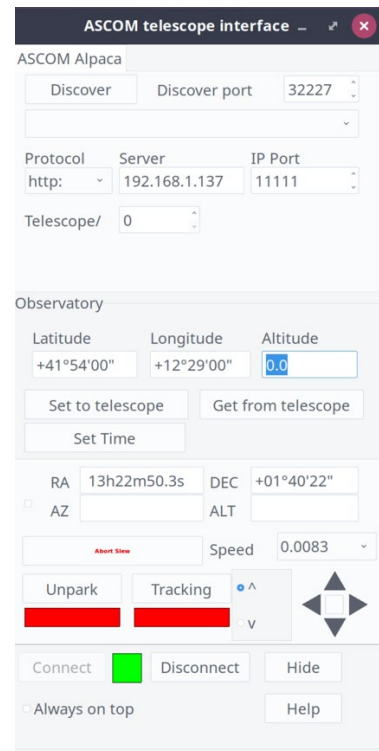 ASCOM telescope interface
ASCOM Alpaca
Discover Discover port 32227
Protocol Server IP Port
http: 192.168.1.137 11111
Telescope/ 0
Observatory
Latitude Longitude Altitude
+41°54'00" +12°29'00" 0.0
Set to telescope Get from telescope
Set Time
RA 13h22m50.3s DEC +01°40'22"
AZ ALT
Abort Slew Speed 0.0083
Unpark Tracking ^
v
Connect Disconnect Hide
Always on top Help